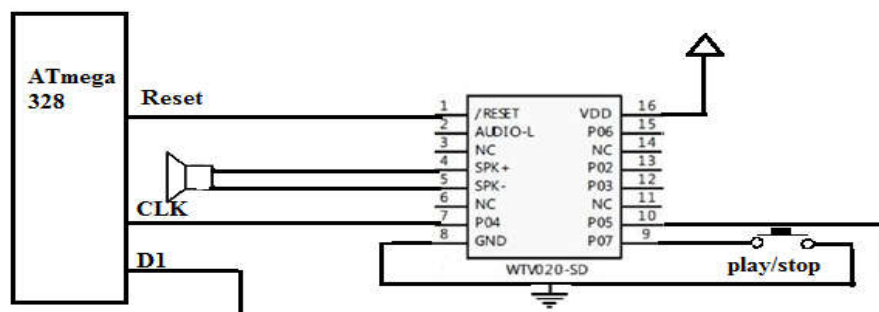 ATmega
328
Reset
CLK
D1
1 /RESET VDD 16
2 AUDIO-L P06 15
3 NC NC 14
4 SPK+ P02 13
5 SPK- P03 12
6 NC NC 11
7 P04 P05 10
8 GND P07 9
WTV020-SD
play/stop